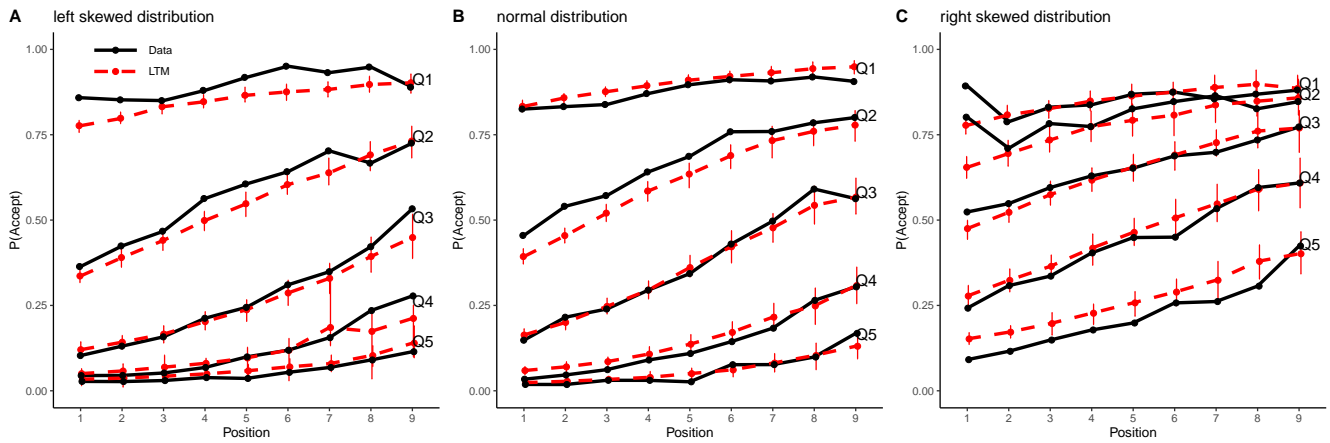 A left skewed distribution
1.00
0.75
0.50
0.25
0.00
P(Accept)
Data
LTM
Q1
Q2
Q3
Q4
Q5
1 2 3 4 5 6 7 8 9
Position
B normal distribution
1.00
0.75
0.50
0.25
0.00
P(Accept)
Q1
Q2
Q3
Q4
Q5
1 2 3 4 5 6 7 8 9
Position
C right skewed distribution
1.00
0.75
0.50
0.25
0.00
P(Accept)
Q1
Q2
Q3
Q4
Q5
1 2 3 4 5 6 7 8 9
Position